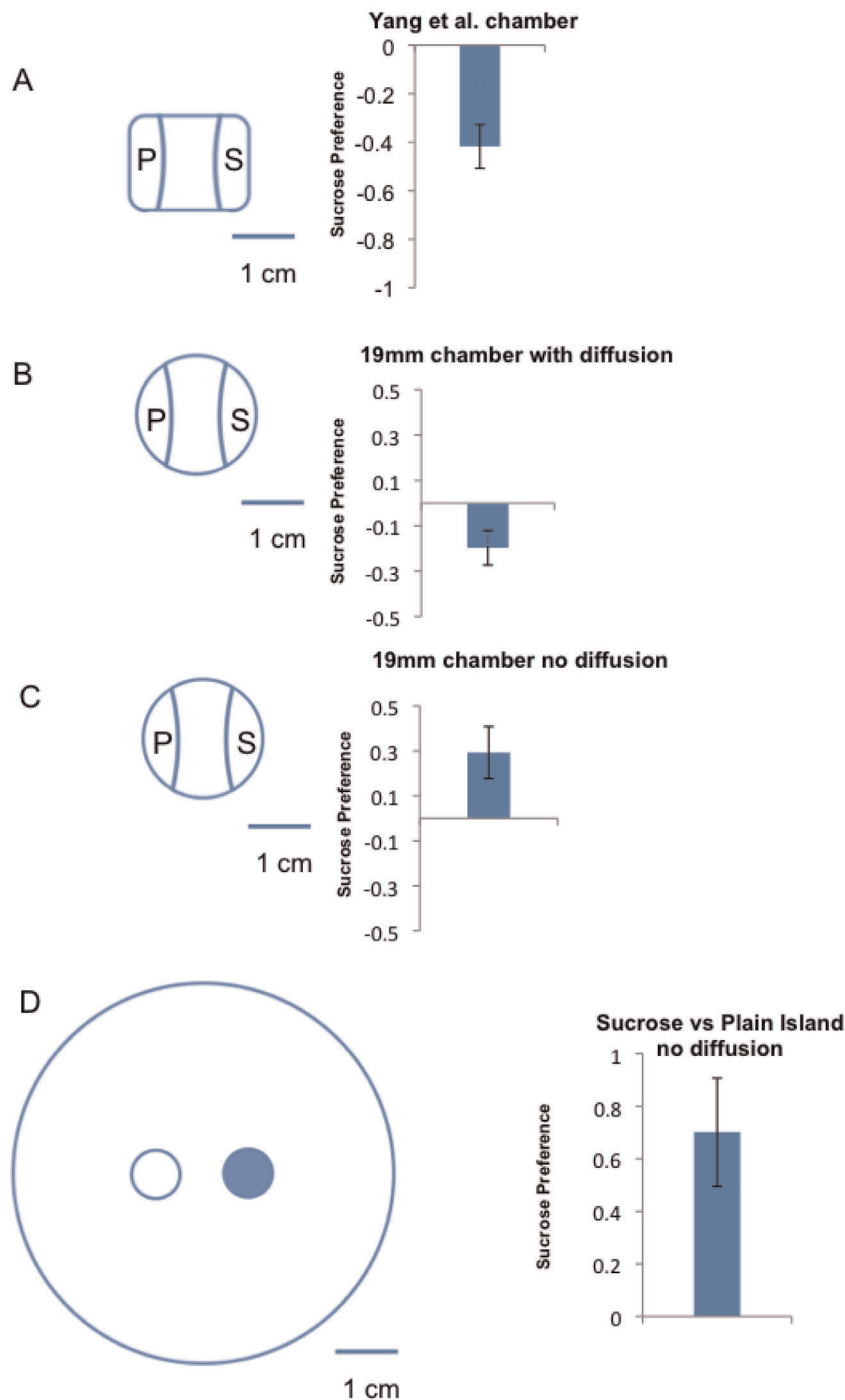 A
P
S
1 cm
Yang et al. chamber
Sucrose Preference
0
-0.2
-0.4
-0.6
-0.8
-1
B
P
S
1 cm
19mm chamber with diffusion
Sucrose Preference
0.5
0.3
0.1
-0.1
-0.3
-0.5
C
P
S
1 cm
19mm chamber no diffusion
Sucrose Preference
0.5
0.3
0.1
-0.1
-0.3
-0.5
D
1 cm
Sucrose vs Plain Island
no diffusion
Sucrose Preference
1
0.8
0.6
0.4
0.2
0